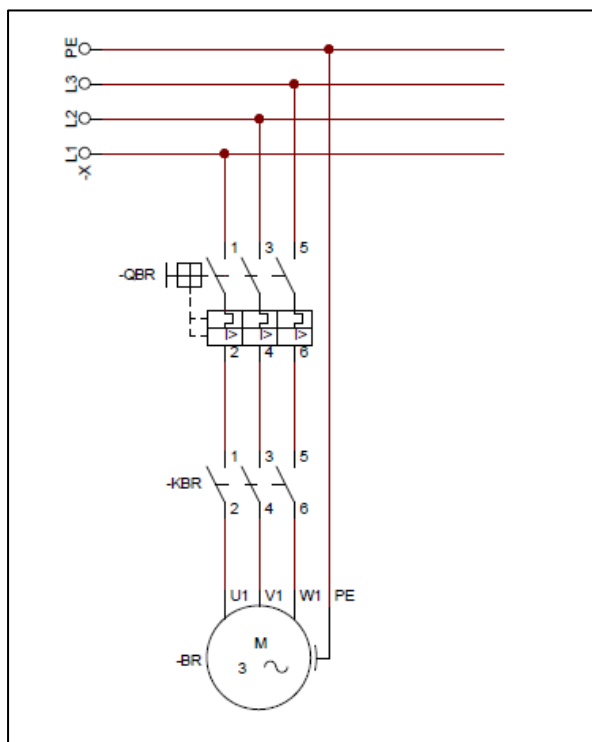 PE
L3
L2
L1
-X
1 3 5
-QBR
I> I> I>
2 4 6
1 3 5
-KBR
2 4 6
U1 V1 W1 PE
M
-BR
3 ~